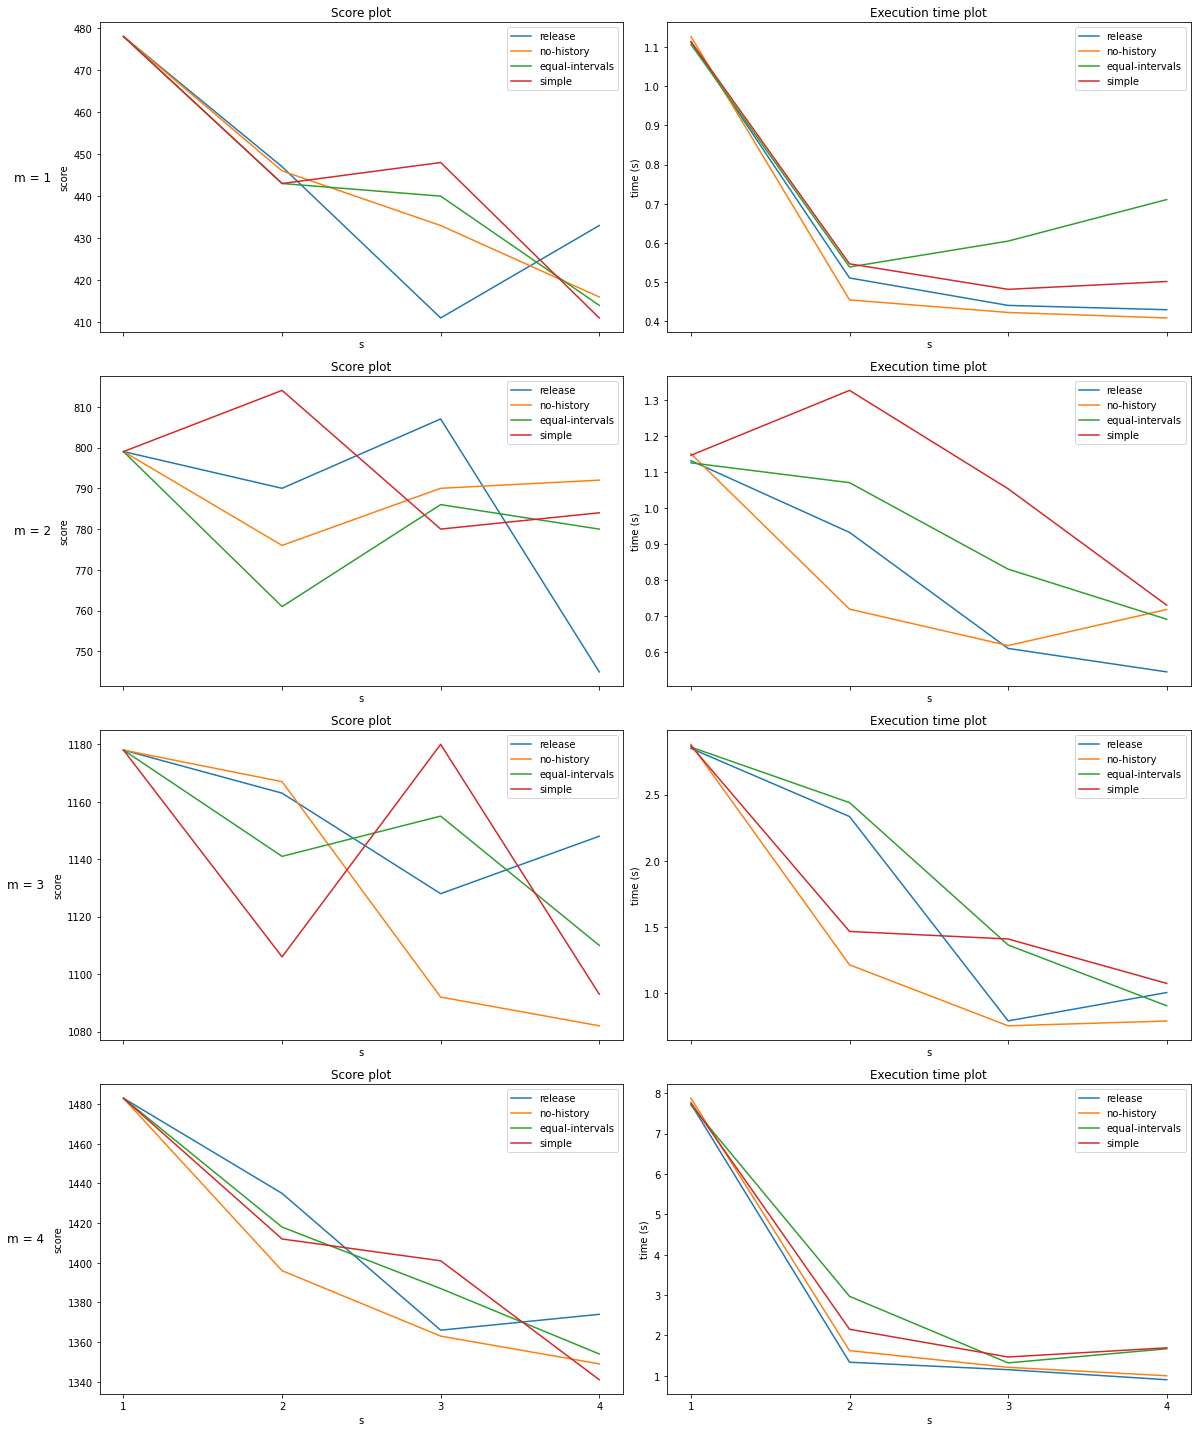 Score plot
480
470
460
450
440
430
420
410
score
m = 1
s
release
no-history
equal-intervals
simple
Execution time plot
1.1
1.0
0.9
0.8
0.7
0.6
0.5
0.4
time (s)
s
release
no-history
equal-intervals
simple
Score plot
810
800
790
780
770
760
750
score
m = 2
s
release
no-history
equal-intervals
simple
Execution time plot
1.3
1.2
1.1
1.0
0.9
0.8
0.7
0.6
time (s)
s
release
no-history
equal-intervals
simple
Score plot
1180
1160
1140
1120
1100
1080
score
m = 3
s
release
no-history
equal-intervals
simple
Execution time plot
2.5
2.0
1.5
1.0
time (s)
s
release
no-history
equal-intervals
simple
Score plot
1480
1460
1440
1420
1400
1380
1360
1340
score
m = 4
1 2 3 4
s
release
no-history
equal-intervals
simple
Execution time plot
8
7
6
5
4
3
2
1
time (s)
1 2 3 4
s
release
no-history
equal-intervals
simple